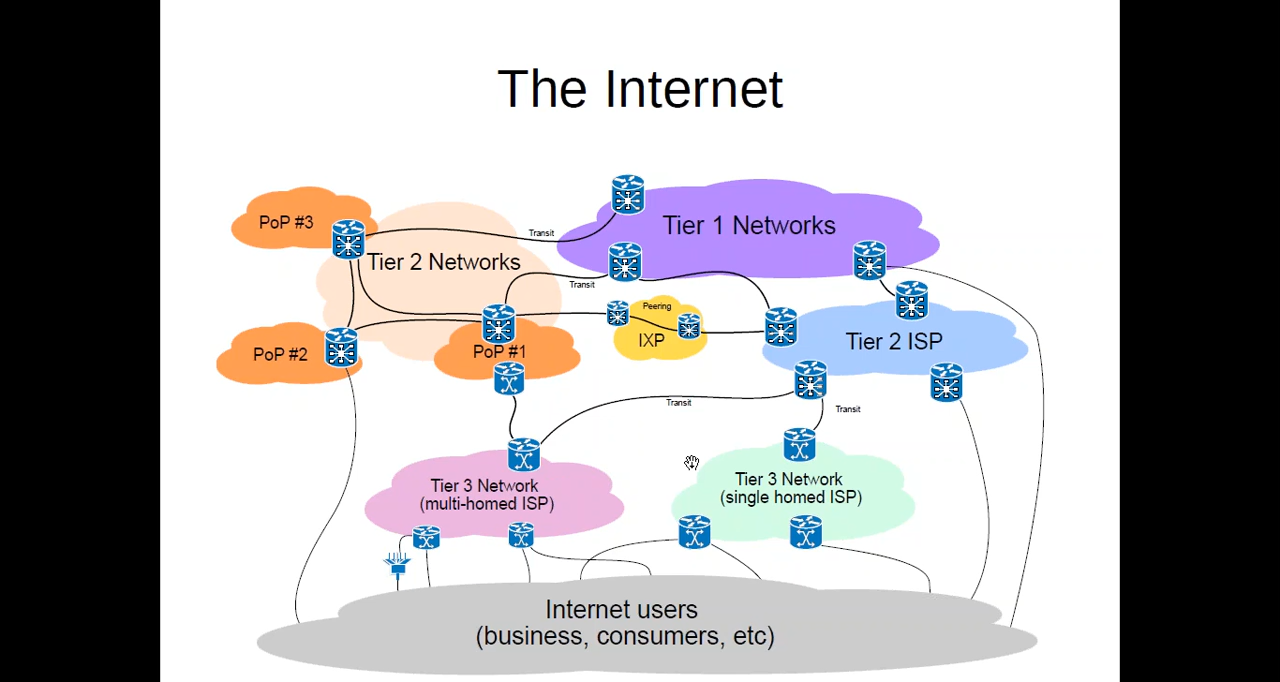 The Internet
PoP #3
Tier 1 Networks
Transit
Tier 2 Networks
Transit
Peering
IXP
Tier 2 ISP
PoP #2
PoP #1
Transit
Transit
Tier 3 Network
(multi-homed ISP)
Tier 3 Network
(single homed ISP)
Internet users
(business, consumers, etc)